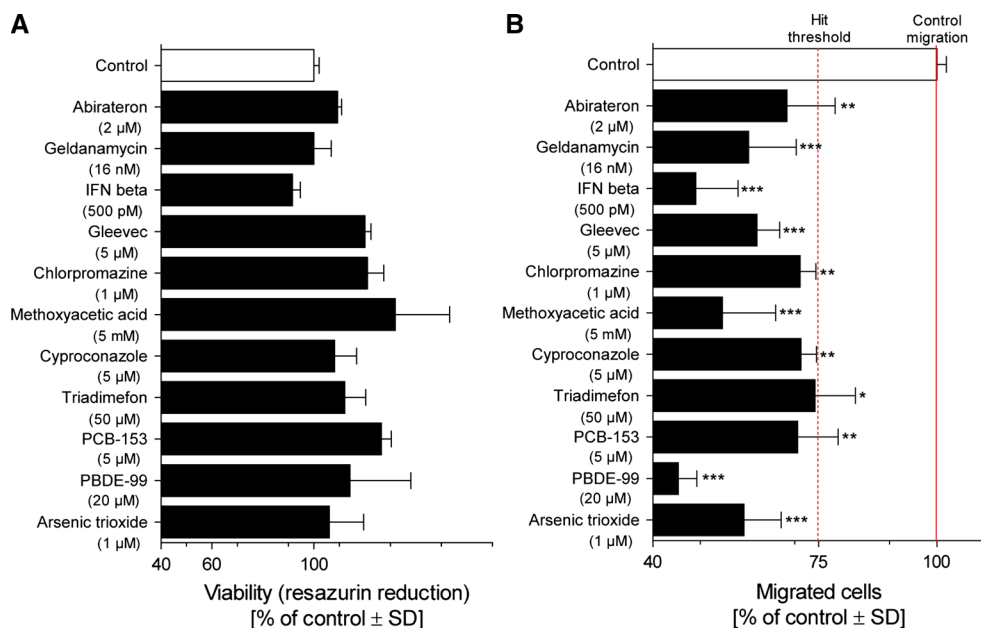 A
Control
Abirateron
(2 µM)
Geldanamycin
(16 nM)
IFN beta
(500 pM)
Gleevec
(5 µM)
Chlorpromazine
(1 µM)
Methoxyacetic acid
(5 mM)
Cyproconazole
(5 µM)
Triadimefon
(50 µM)
PCB-153
(5 µM)
PBDE-99
(20 µM)
Arsenic trioxide
(1 µM)
40 60 100
Viability (resazurin reduction)
[% of control ± SD]
B
Hit
threshold
Control
migration
Control
Abirateron
(2 µM)
**
Geldanamycin
(16 nM)
***
IFN beta
(500 pM)
***
Gleevec
(5 µM)
***
Chlorpromazine
(1 µM)
**
Methoxyacetic acid
(5 mM)
***
Cyproconazole
(5 µM)
**
Triadimefon
(50 µM)
*
PCB-153
(5 µM)
**
PBDE-99
(20 µM)
***
Arsenic trioxide
(1 µM)
***
40 75 100
Migrated cells
[% of control ± SD]